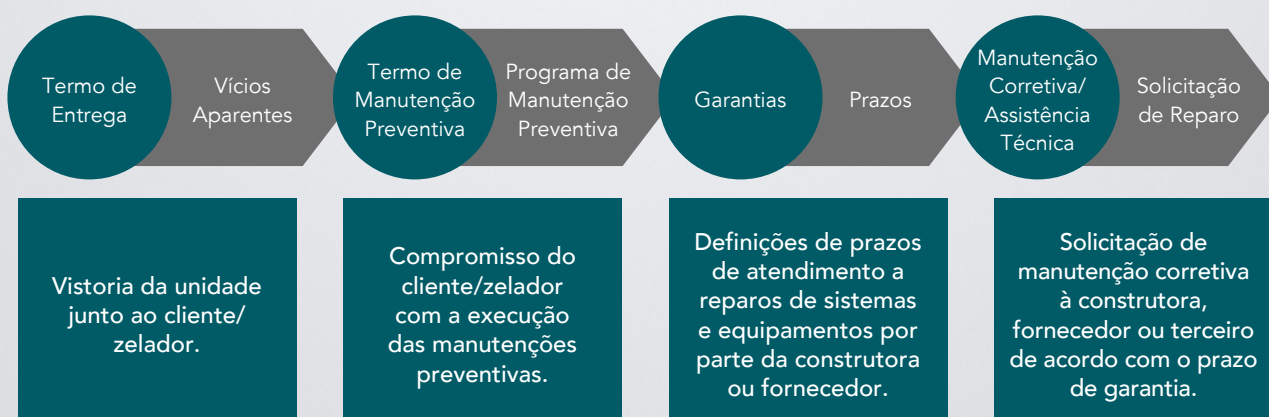 Termo de
Entrega
Vícios
Aparentes
Termo de
Manutenção
Preventiva
Programa de
Manutenção
Preventiva
Garantias
Prazos
Manutenção
Corretiva/
Assistência
Técnica
Solicitação
de Reparo
Vistoria da unidade
junto ao cliente/
zelador.
Compromisso do
cliente/zelador
com a execução
das manutenções
preventivas.
Definições de prazos
de atendimento a
reparos de sistemas
e equipamentos por
parte da construtora
ou fornecedor.
Solicitação de
manutenção corretiva
à construtora,
fornecedor ou terceiro
de acordo com o prazo
de garantia.